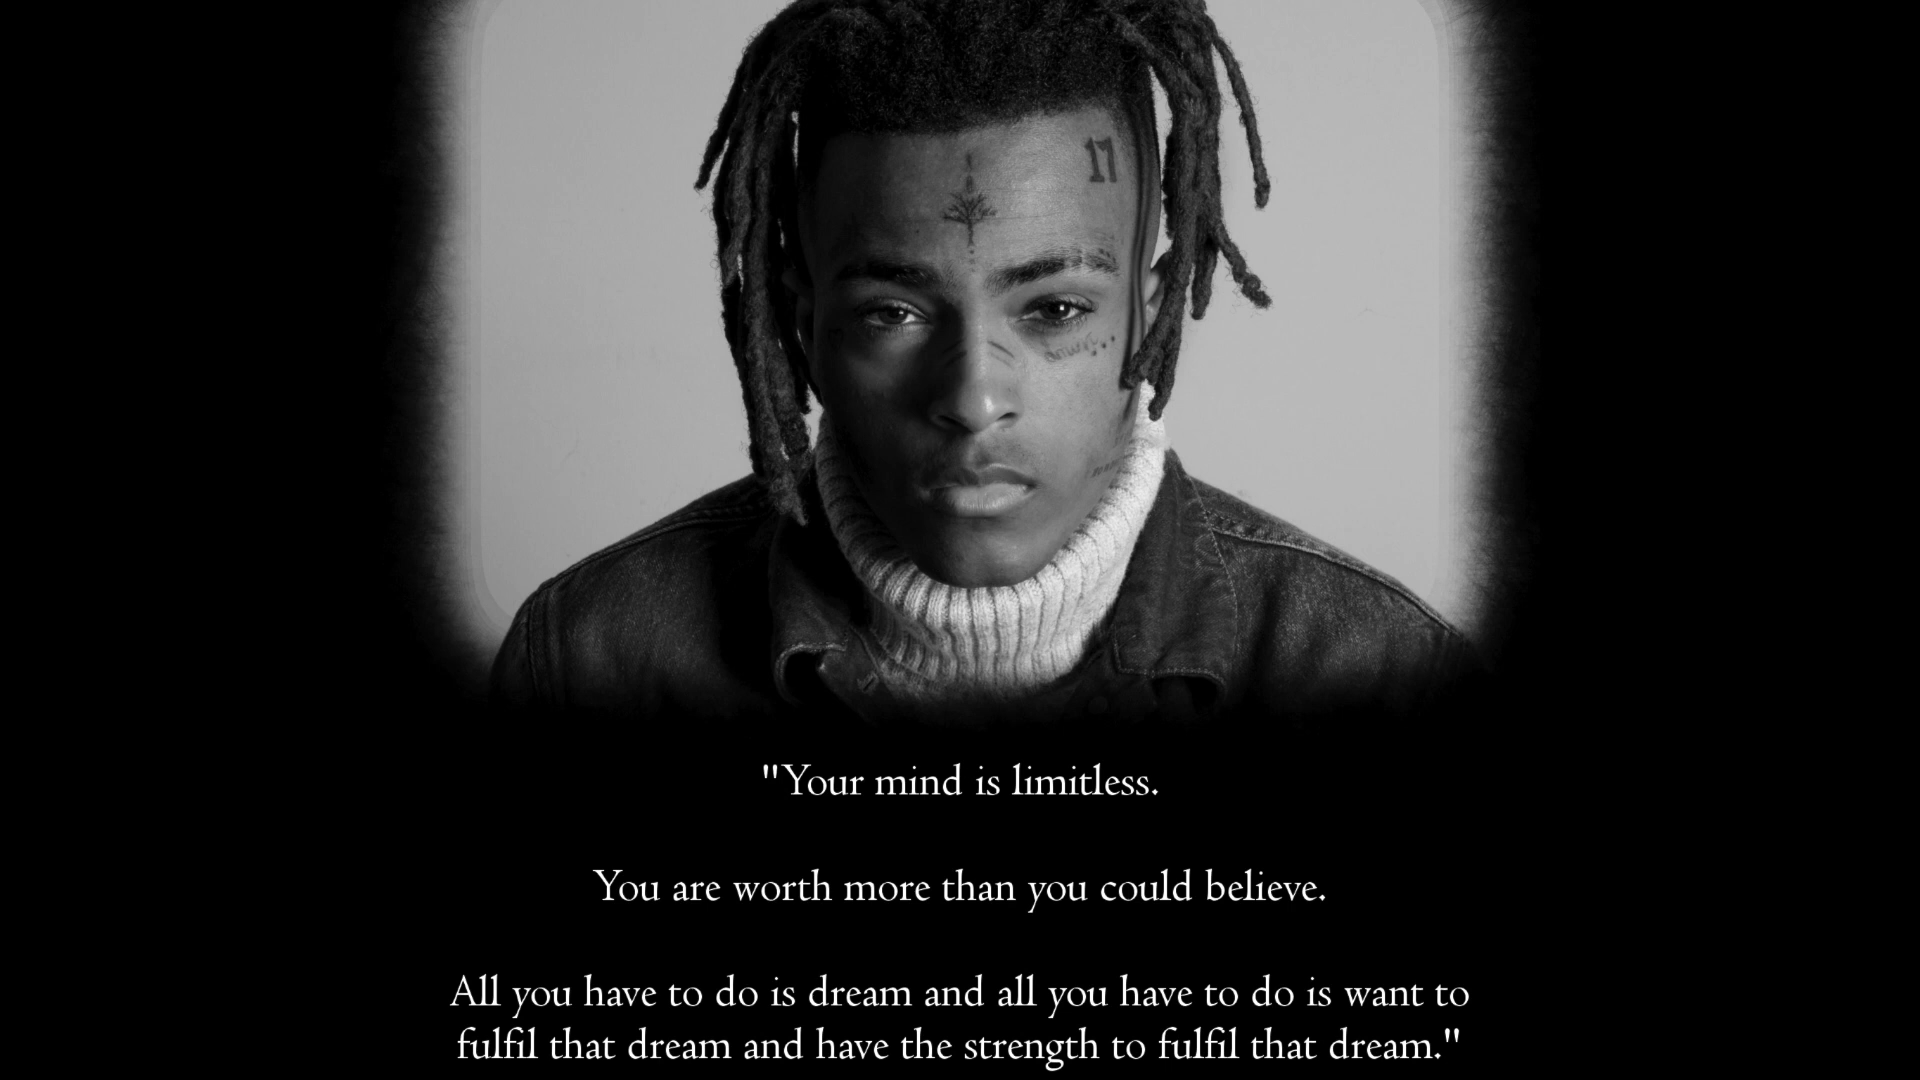 17
"Your mind is limitless.
You are worth more than you could believe.
All you have to do is dream and all you have to do is want to
fulfil that dream and have the strength to fulfil that dream."